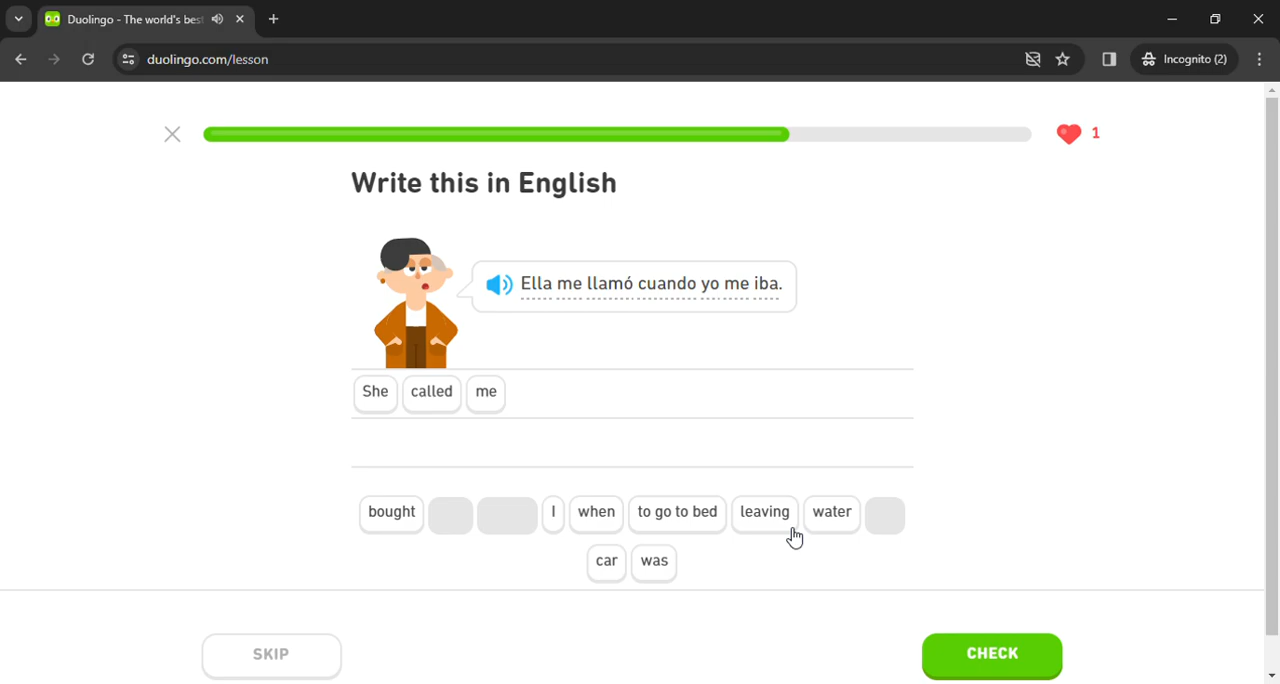 Duolingo - The world's bes
duolingo.com/lesson
Incognito (2)
1
Write this in English
Ella me llamó cuando yo me iba.
She called me
bought I when to go to bed leaving water
car was
SKIP
CHECK